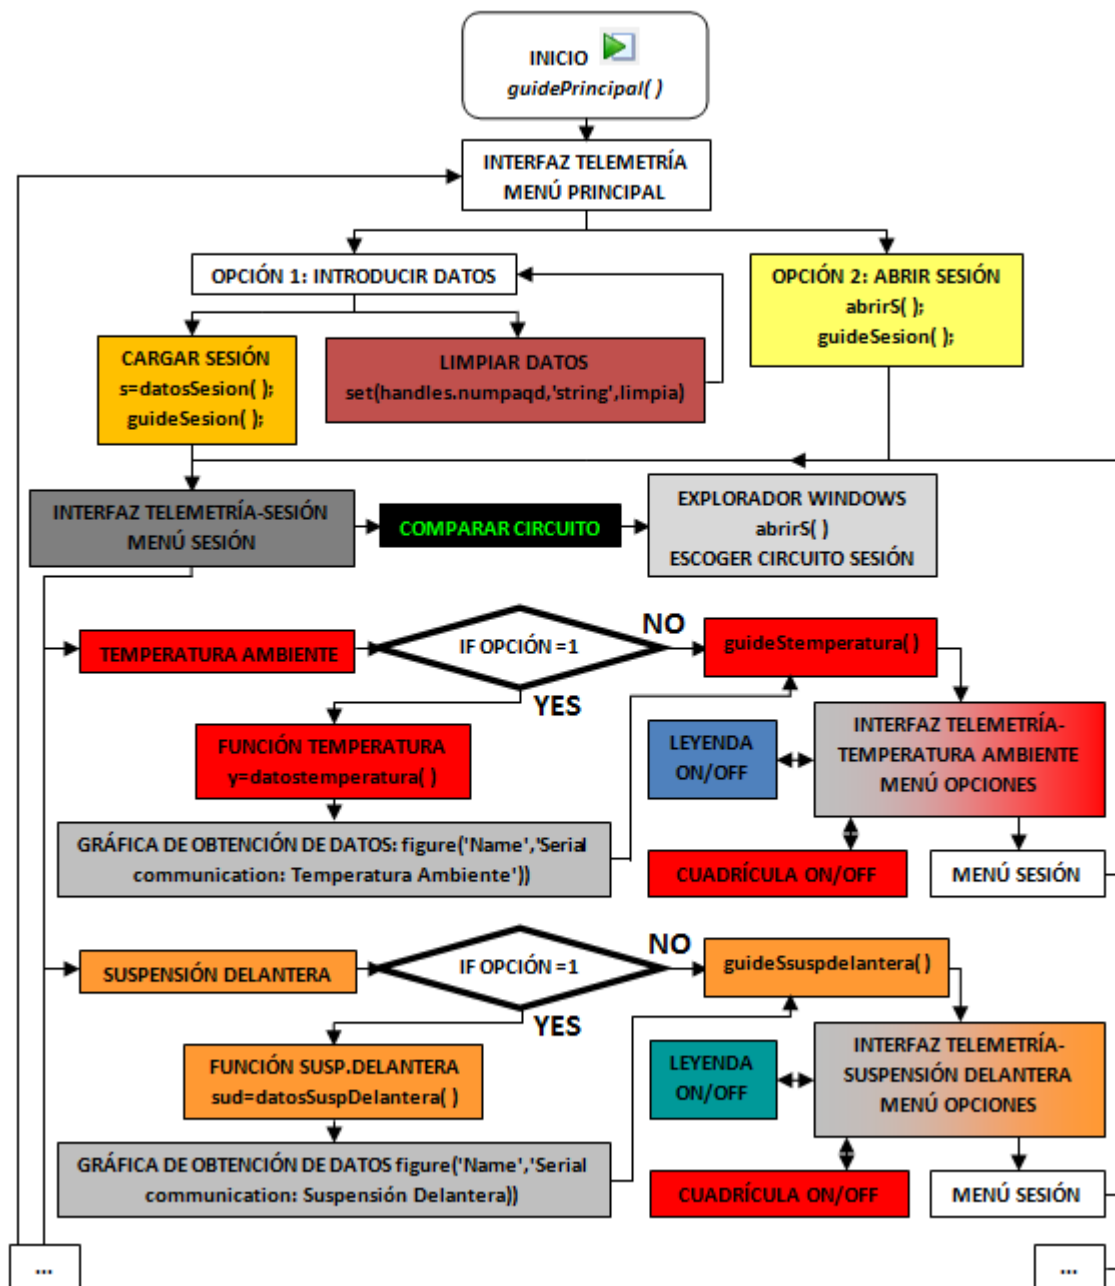 INICIO
guidePrincipal( )
INTERFAZ TELEMETRÍA
MENÚ PRINCIPAL
OPCIÓN 1: INTRODUCIR DATOS
OPCIÓN 2: ABRIR SESIÓN
abrirS( );
guideSesion( );
CARGAR SESIÓN
s=datosSesion( );
guideSesion( );
LIMPIAR DATOS
set(handles.numpaqd,'string',limpia)
INTERFAZ TELEMETRÍA-SESIÓN
MENÚ SESIÓN
COMPARAR CIRCUITO
EXPLORADOR WINDOWS
abrirS( )
ESCOGER CIRCUITO SESIÓN
TEMPERATURA AMBIENTE
IF OPCIÓN =1
NO
guideStemperatura( )
YES
FUNCIÓN TEMPERATURA
y=datostemperatura( )
LEYENDA
ON/OFF
INTERFAZ TELEMETRÍA-
TEMPERATURA AMBIENTE
MENÚ OPCIONES
GRÁFICA DE OBTENCIÓN DE DATOS: figure('Name','Serial
communication: Temperatura Ambiente'))
CUADRÍCULA ON/OFF
MENÚ SESIÓN
SUSPENSIÓN DELANTERA
IF OPCIÓN =1
NO
guideSsuspdelantera( )
YES
FUNCIÓN SUSP.DELANTERA
sud=datosSuspDelantera( )
LEYENDA
ON/OFF
INTERFAZ TELEMETRÍA-
SUSPENSIÓN DELANTERA
MENÚ OPCIONES
GRÁFICA DE OBTENCIÓN DE DATOS figure('Name','Serial
communication: Suspensión Delantera))
CUADRÍCULA ON/OFF
MENÚ SESIÓN
...
...